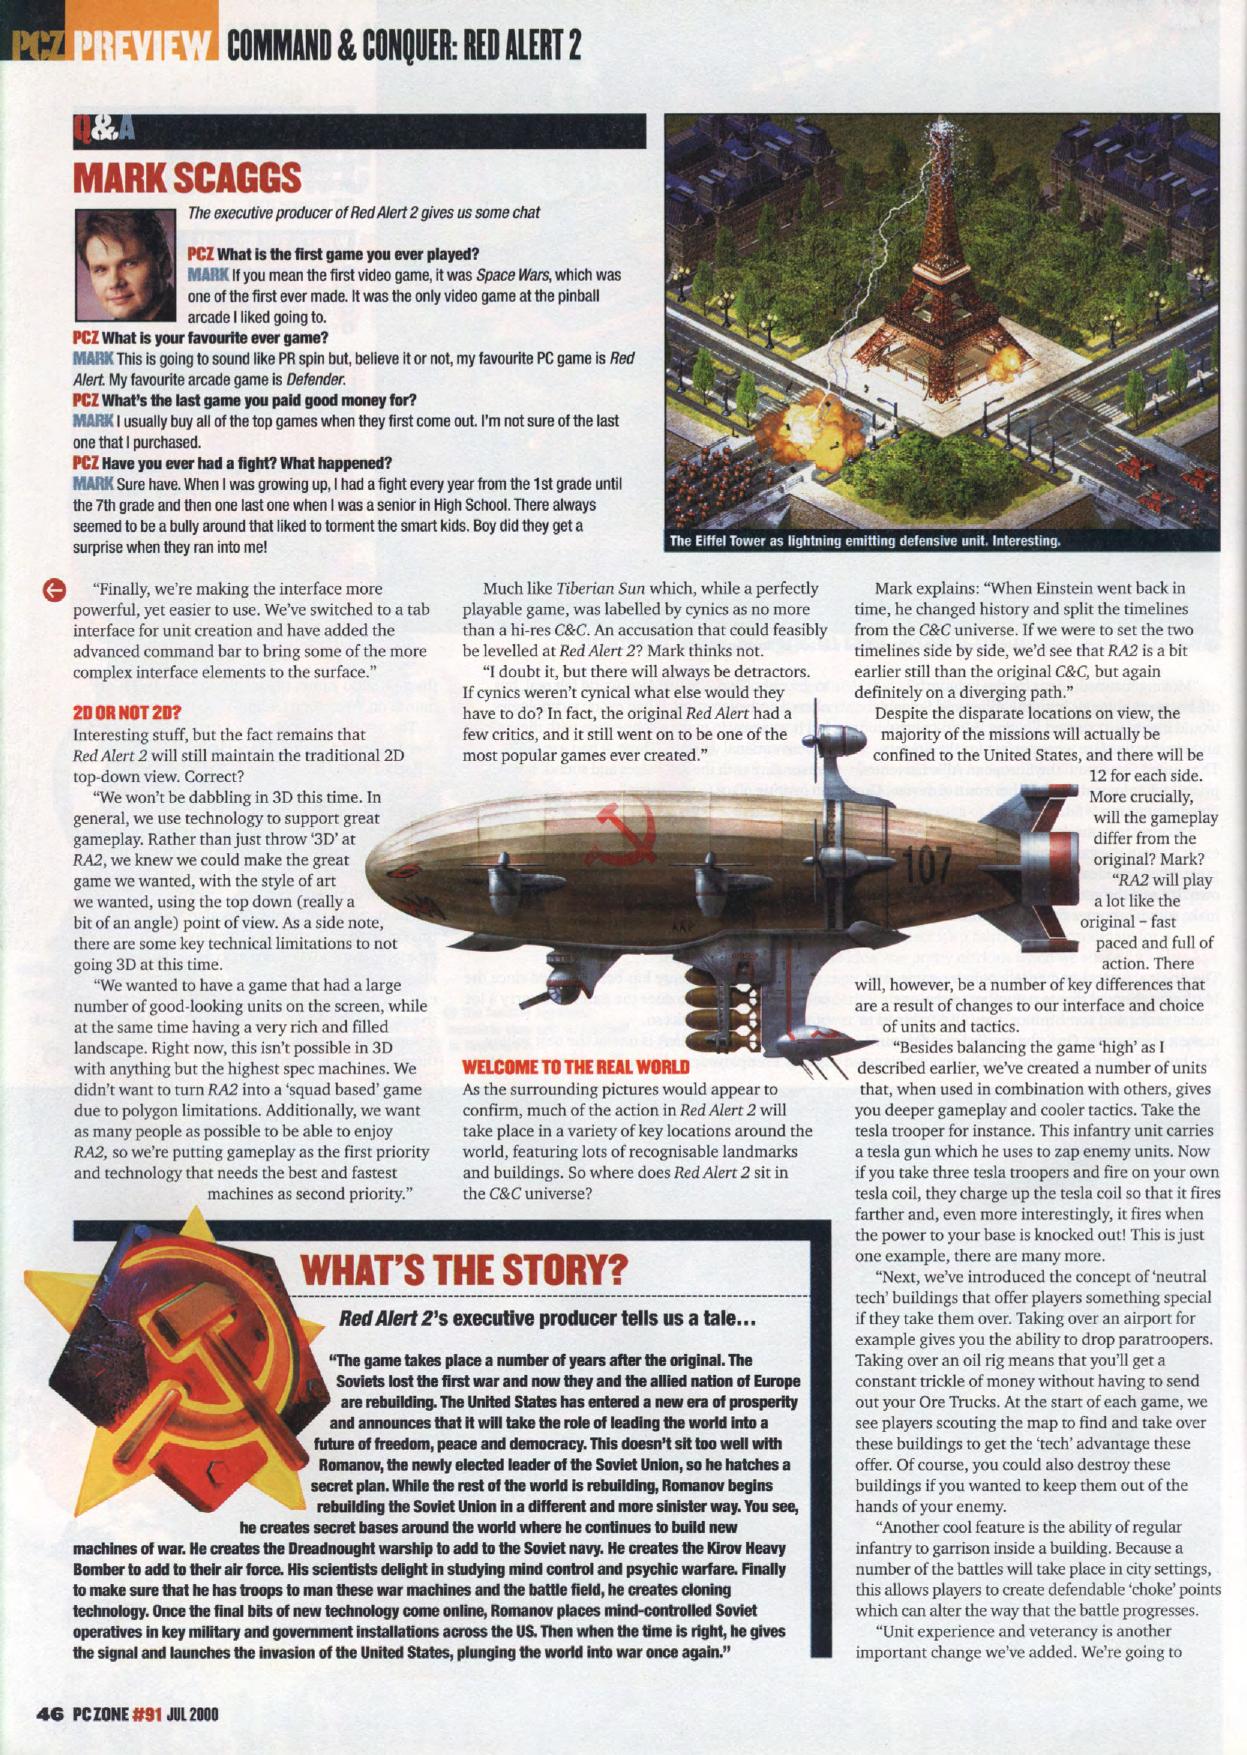 PCZ PREVIEW COMMAND & CONQUER: RED ALERT 2
Q&A
MARK SCAGGS
The executive producer of Red Alert 2 gives us some chat
PCZ What is the first game you ever played?
MARK If you mean the first video game, it was Space Wars, which was
one of the first ever made. It was the only video game at the pinball
arcade I liked going to.
PCZ What is your favourite ever game?
MARK This is going to sound like PR spin but, believe it or not, my favourite PC game is Red
Alert. My favourite arcade game is Defender.
PCZ What's the last game you paid good money for?
MARK I usually buy all of the top games when they first come out. I'm not sure of the last
one that I purchased.
PCZ Have you ever had a fight? What happened?
MARK Sure have. When I was growing up, I had a fight every year from the 1st grade until
the 7th grade and then one last one when I was a senior in High School. There always
seemed to be a bully around that liked to torment the smart kids. Boy did they get a
surprise when they ran into me!
The Eiffel Tower as lightning emitting defensive unit. Interesting.
“Finally, we're making the interface more
powerful, yet easier to use. We've switched to a tab
interface for unit creation and have added the
advanced command bar to bring some of the more
complex interface elements to the surface.”
2D OR NOT 2D?
Interesting stuff, but the fact remains that
Red Alert 2 will still maintain the traditional 2D
top-down view. Correct?
“We won't be dabbling in 3D this time. In
general, we use technology to support great
gameplay. Rather than just throw ‘3D’ at
RA2, we knew we could make the great
game we wanted, with the style of art
we wanted, using the top down (really a
bit of an angle) point of view. As a side note,
there are some key technical limitations to not
going 3D at this time.
“We wanted to have a game that had a large
number of good-looking units on the screen, while
at the same time having a very rich and filled
landscape. Right now, this isn't possible in 3D
with anything but the highest spec machines. We
didn't want to turn RA2 into a ‘squad based’ game
due to polygon limitations. Additionally, we want
as many people as possible to be able to enjoy
RA2, so we're putting gameplay as the first priority
and technology that needs the best and fastest
machines as second priority.”
Much like Tiberian Sun which, while a perfectly
playable game, was labelled by cynics as no more
than a hi-res C&C. An accusation that could feasibly
be levelled at Red Alert 2? Mark thinks not.
“I doubt it, but there will always be detractors.
If cynics weren't cynical what else would they
have to do? In fact, the original Red Alert had a
few critics, and it still went on to be one of the
most popular games ever created.”
107
WELCOME TO THE REAL WORLD
As the surrounding pictures would appear to
confirm, much of the action in Red Alert 2 will
take place in a variety of key locations around the
world, featuring lots of recognisable landmarks
and buildings. So where does Red Alert 2 sit in
the C&C universe?
Mark explains: “When Einstein went back in
time, he changed history and split the timelines
from the C&C universe. If we were to set the two
timelines side by side, we'd see that RA2 is a bit
earlier still than the original C&C, but again
definitely on a diverging path.”
Despite the disparate locations on view, the
majority of the missions will actually be
confined to the United States, and there will be
12 for each side.
More crucially,
will the gameplay
differ from the
original? Mark?
“RA2 will play
a lot like the
original – fast
paced and full of
action. There
will, however, be a number of key differences that
are a result of changes to our interface and choice
of units and tactics.
“Besides balancing the game ‘high’ as I
described earlier, we've created a number of units
that, when used in combination with others, gives
you deeper gameplay and cooler tactics. Take the
tesla trooper for instance. This infantry unit carries
a tesla gun which he uses to zap enemy units. Now
if you take three tesla troopers and fire on your own
tesla coil, they charge up the tesla coil so that it fires
farther and, even more interestingly, it fires when
the power to your base is knocked out! This is just
one example, there are many more.
“Next, we've introduced the concept of ‘neutral
tech’ buildings that offer players something special
if they take them over. Taking over an airport for
example gives you the ability to drop paratroopers.
Taking over an oil rig means that you'll get a
constant trickle of money without having to send
out your Ore Trucks. At the start of each game, we
see players scouting the map to find and take over
these buildings to get the ‘tech’ advantage these
offer. Of course, you could also destroy these
buildings if you wanted to keep them out of the
hands of your enemy.
“Another cool feature is the ability of regular
infantry to garrison inside a building. Because a
number of the battles will take place in city settings,
this allows players to create defendable ‘choke’ points
which can alter the way that the battle progresses.
“Unit experience and veterancy is another
important change we've added. We're going to
WHAT'S THE STORY?
Red Alert 2's executive producer tells us a tale...
“The game takes place a number of years after the original. The
Soviets lost the first war and now they and the allied nation of Europe
are rebuilding. The United States has entered a new era of prosperity
and announces that it will take the role of leading the world into a
future of freedom, peace and democracy. This doesn't sit too well with
Romanov, the newly elected leader of the Soviet Union, so he hatches a
secret plan. While the rest of the world is rebuilding, Romanov begins
rebuilding the Soviet Union in a different and more sinister way. You see,
he creates secret bases around the world where he continues to build new
machines of war. He creates the Dreadnought warship to add to the Soviet navy. He creates the Kirov Heavy
Bomber to add to their air force. His scientists delight in studying mind control and psychic warfare. Finally
to make sure that he has troops to man these war machines and the battle field, he creates cloning
technology. Once the final bits of new technology come online, Romanov places mind-controlled Soviet
operatives in key military and government installations across the US. Then when the time is right, he gives
the signal and launches the invasion of the United States, plunging the world into war once again.”
46 PC ZONE #91 JUL 2000